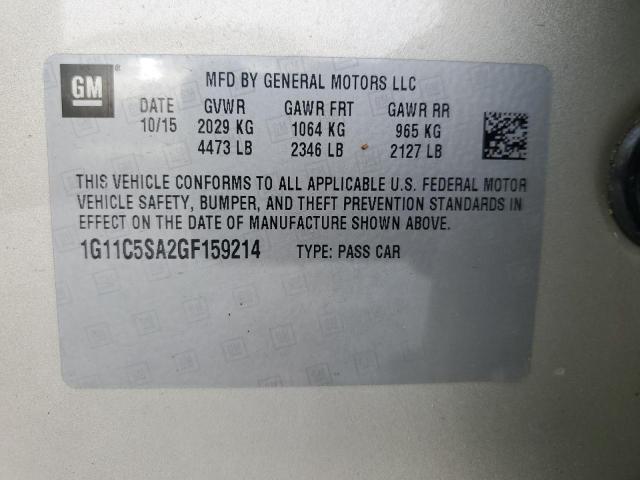 GM ®
MFD BY GENERAL MOTORS LLC
DATE GVWR GAWR FRT GAWR RR
10/15 2029 KG 1064 KG 965 KG
4473 LB 2346 LB 2127 LB
THIS VEHICLE CONFORMS TO ALL APPLICABLE U.S. FEDERAL MOTOR
VEHICLE SAFETY, BUMPER, AND THEFT PREVENTION STANDARDS IN
EFFECT ON THE DATE OF MANUFACTURE SHOWN ABOVE.
1G11C5SA2GF159214 TYPE: PASS CAR